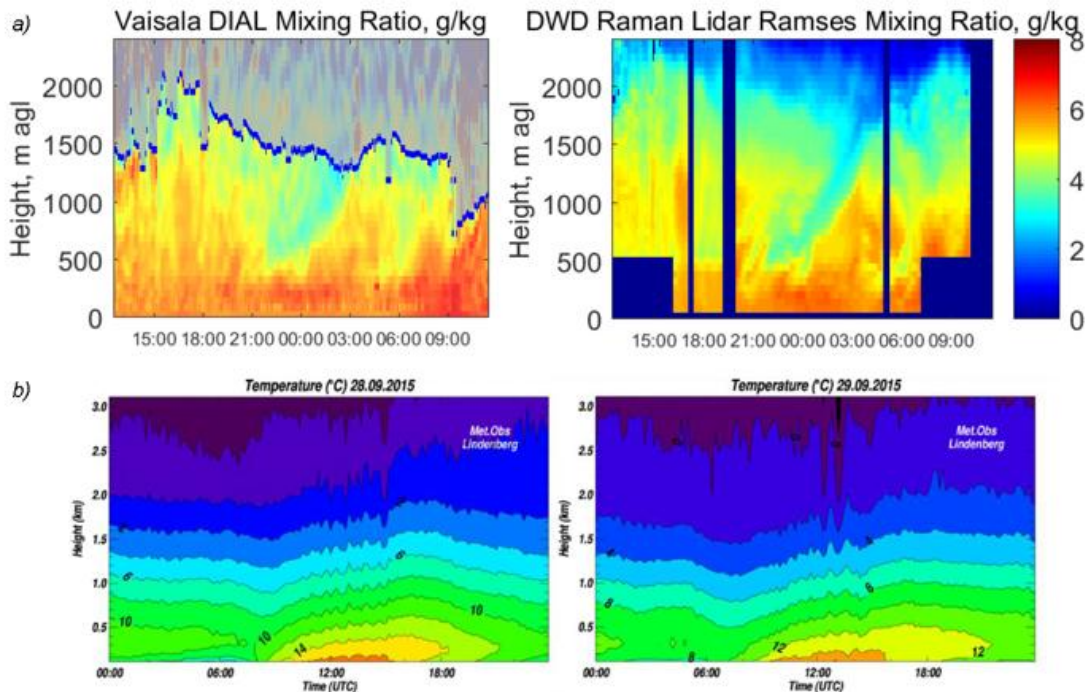 a)
Vaisala DIAL Mixing Ratio, g/kg
DWD Raman Lidar Ramses Mixing Ratio, g/kg
Height, m agl
2000
1500
1000
500
0
15:00 18:00 21:00 00:00 03:00 06:00 09:00
Height, m agl
2000
1500
1000
500
0
15:00 18:00 21:00 00:00 03:00 06:00 09:00
8
6
4
2
0
b)
Temperature (°C) 28.09.2015
Met.Obs
Lindenberg
Height (km)
3.0
2.5
2.0
1.5
1.0
0.5
6
10
10
14
10
00:00 06:00 12:00 18:00
Time (UTC)
Temperature (°C) 29.09.2015
Met.Obs
Lindenberg
Height (km)
3.0
2.5
2.0
1.5
1.0
0.5
8
8
12
12
00:00 06:00 12:00 18:00
Time (UTC)